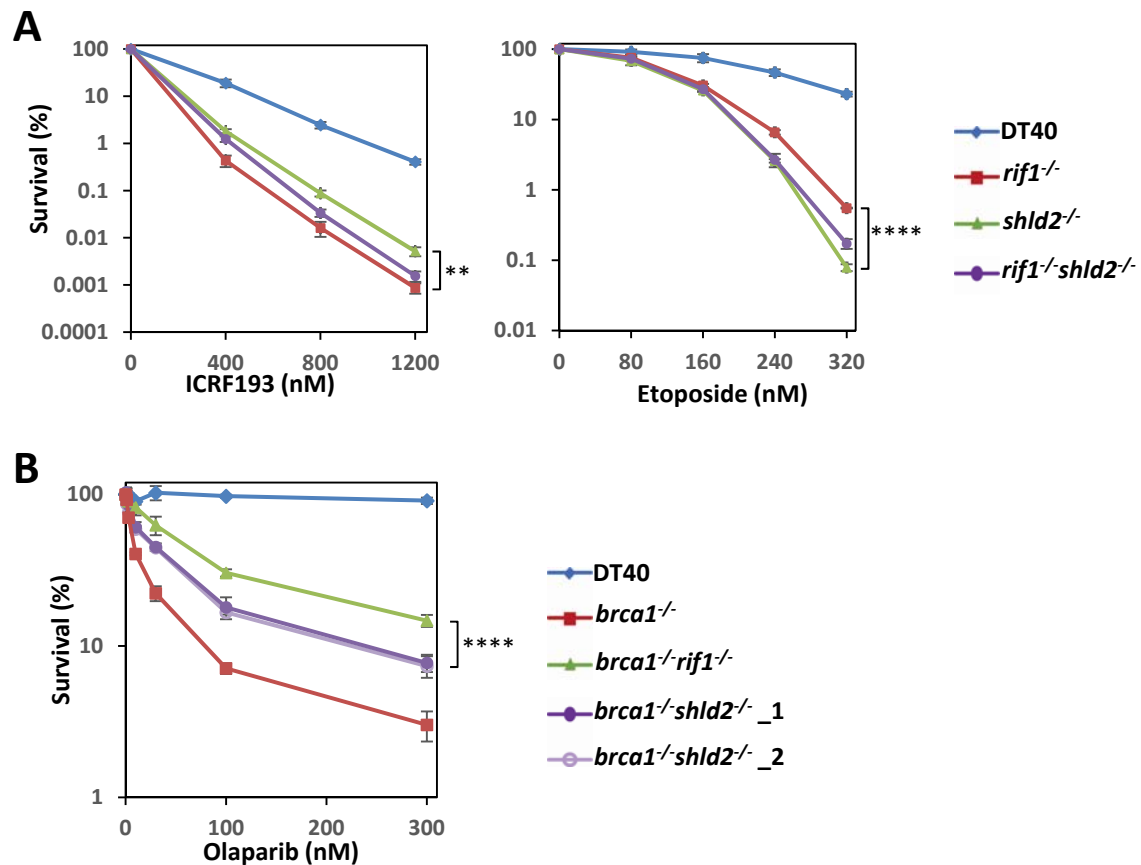 A
Survival (%)
100
10
1
0.1
0.01
0.001
0.0001
0 400 800 1200
ICRF193 (nM)
**
100
10
1
0.1
0.01
0 80 160 240 320
Etoposide (nM)
****
DT40
rif1-/-
shld2-/-
rif1-/-shld2-/-
B
Survival (%)
100
10
1
0 100 200 300
Olaparib (nM)
****
DT40
brca1-/-
brca1-/-rif1-/-
brca1-/-shld2-/- _1
brca1-/-shld2-/- _2